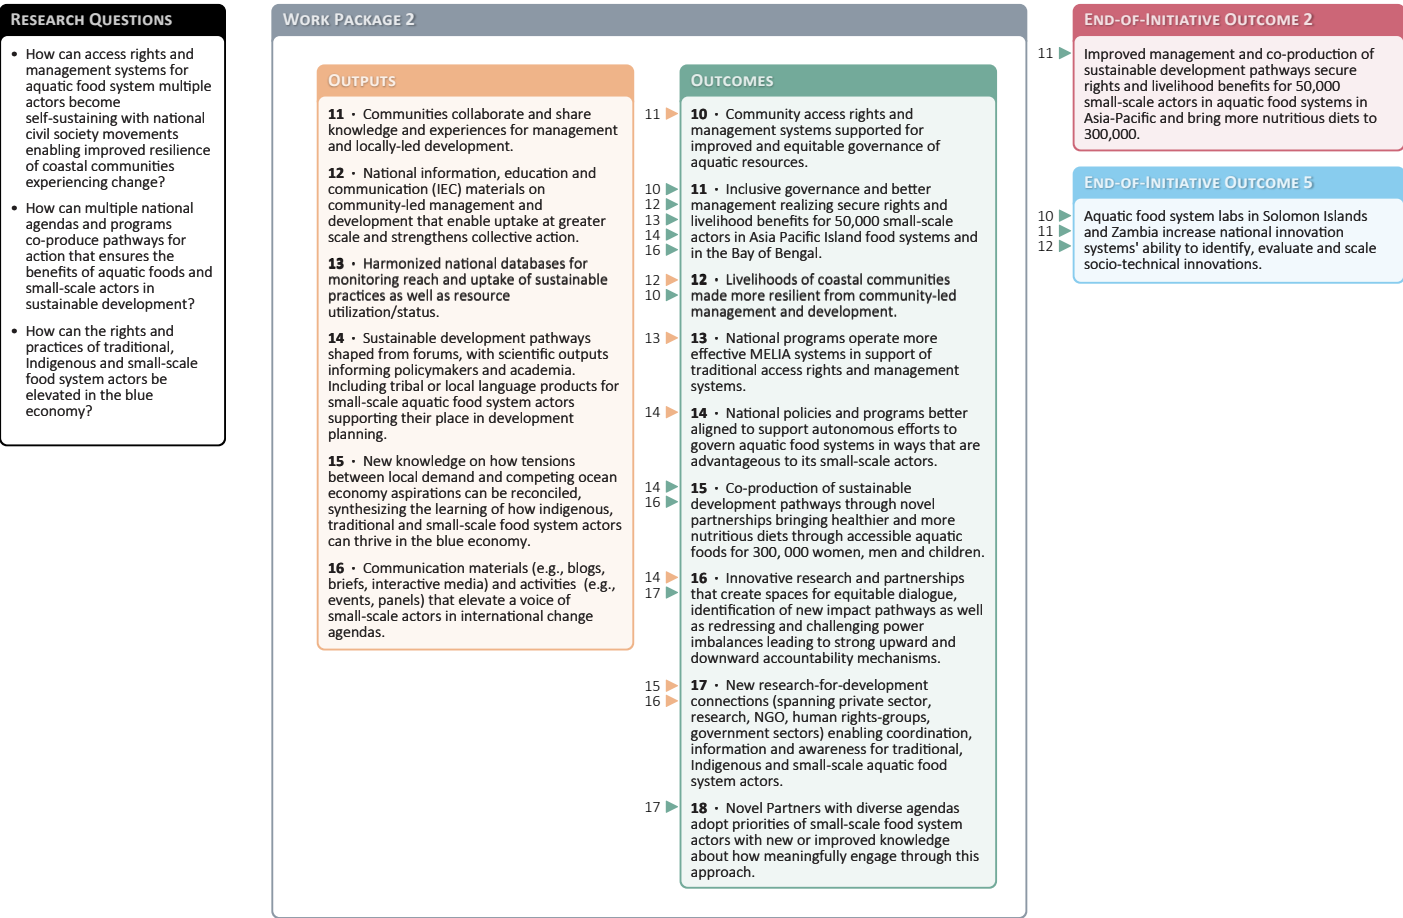 RESEARCH QUESTIONS
• How can access rights and
management systems for
aquatic food system multiple
actors become
self-sustaining with national
civil society movements
enabling improved resilience
of coastal communities
experiencing change?
• How can multiple national
agendas and programs
co-produce pathways for
action that ensures the
benefits of aquatic foods and
small-scale actors in
sustainable development?
• How can the rights and
practices of traditional,
Indigenous and small-scale
food system actors be
elevated in the blue
economy?
WORK PACKAGE 2
OUTPUTS
11 · Communities collaborate and share
knowledge and experiences for management
and locally-led development.
12 · National information, education and
communication (IEC) materials on
community-led management and
development that enable uptake at greater
scale and strengthens collective action.
13 · Harmonized national databases for
monitoring reach and uptake of sustainable
practices as well as resource
utilization/status.
14 · Sustainable development pathways
shaped from forums, with scientific outputs
informing policymakers and academia.
Including tribal or local language products for
small-scale aquatic food system actors
supporting their place in development
planning.
15 · New knowledge on how tensions
between local demand and competing ocean
economy aspirations can be reconciled,
synthesizing the learning of how indigenous,
traditional and small-scale food system actors
can thrive in the blue economy.
16 · Communication materials (e.g., blogs,
briefs, interactive media) and activities (e.g.,
events, panels) that elevate a voice of
small-scale actors in international change
agendas.
OUTCOMES
11
10 · Community access rights and
management systems supported for
improved and equitable governance of
aquatic resources.
10
12
13
14
16
11 · Inclusive governance and better
management realizing secure rights and
livelihood benefits for 50,000 small-scale
actors in Asia Pacific Island food systems and
in the Bay of Bengal.
12
10
12 · Livelihoods of coastal communities
made more resilient from community-led
management and development.
13
13 · National programs operate more
effective MELIA systems in support of
traditional access rights and management
systems.
14
14 · National policies and programs better
aligned to support autonomous efforts to
govern aquatic food systems in ways that are
advantageous to its small-scale actors.
14
16
15 · Co-production of sustainable
development pathways through novel
partnerships bringing healthier and more
nutritious diets through accessible aquatic
foods for 300, 000 women, men and children.
14
17
16 · Innovative research and partnerships
that create spaces for equitable dialogue,
identification of new impact pathways as well
as redressing and challenging power
imbalances leading to strong upward and
downward accountability mechanisms.
15
16
17 · New research-for-development
connections (spanning private sector,
research, NGO, human rights-groups,
government sectors) enabling coordination,
information and awareness for traditional,
Indigenous and small-scale aquatic food
system actors.
17
18 · Novel Partners with diverse agendas
adopt priorities of small-scale food system
actors with new or improved knowledge
about how meaningfully engage through this
approach.
END-OF-INITIATIVE OUTCOME 2
11
Improved management and co-production of
sustainable development pathways secure
rights and livelihood benefits for 50,000
small-scale actors in aquatic food systems in
Asia-Pacific and bring more nutritious diets to
300,000.
END-OF-INITIATIVE OUTCOME 5
10
11
12
Aquatic food system labs in Solomon Islands
and Zambia increase national innovation
systems' ability to identify, evaluate and scale
socio-technical innovations.